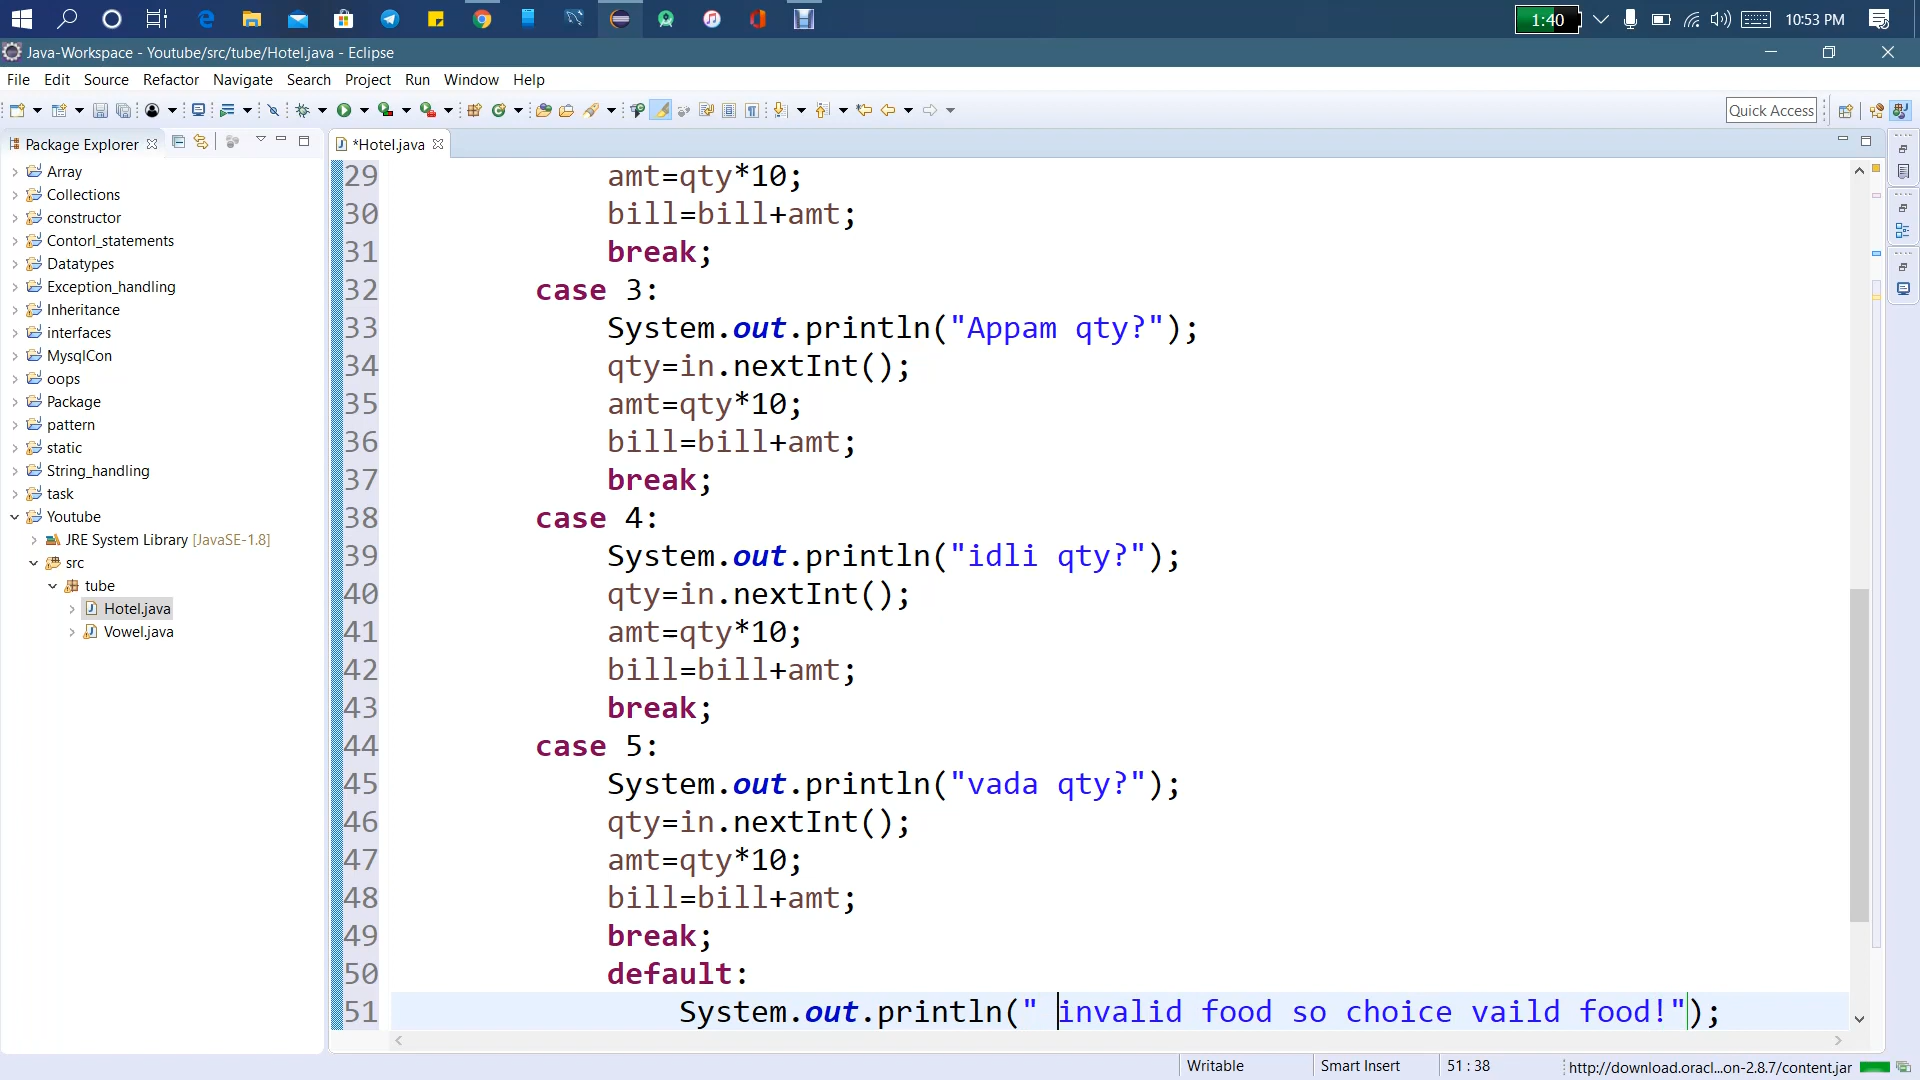 1:40
10:53 PM
Java-Workspace - Youtube/src/tube/Hotel.java - Eclipse
File Edit Source Refactor Navigate Search Project Run Window Help
Quick Access
Package Explorer
*Hotel.java
Array
Collections
constructor
Contorl_statements
Datatypes
Exception_handling
Inheritance
interfaces
MysqlCon
oops
Package
pattern
static
String_handling
task
Youtube
JRE System Library [JavaSE-1.8]
src
tube
Hotel.java
Vowel.java
29 amt=qty*10;
30 bill=bill+amt;
31 break;
32 case 3:
33 System.out.println("Appam qty?");
34 qty=in.nextInt();
35 amt=qty*10;
36 bill=bill+amt;
37 break;
38 case 4:
39 System.out.println("idli qty?");
40 qty=in.nextInt();
41 amt=qty*10;
42 bill=bill+amt;
43 break;
44 case 5:
45 System.out.println("vada qty?");
46 qty=in.nextInt();
47 amt=qty*10;
48 bill=bill+amt;
49 break;
50 default:
51 System.out.println(" invalid food so choice vaild food!");
Writable Smart Insert 51 : 38 http://download.oracl...on-2.8.7/content.jar